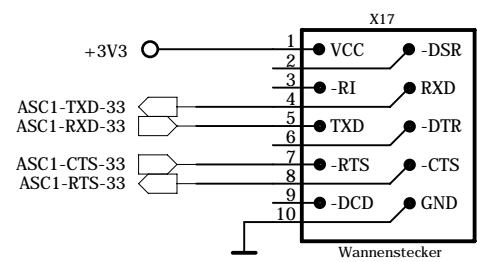 X17
+3V3 1 VCC -DSR
2
3 -RI RXD
ASC1-TXD-33 4
ASC1-RXD-33 5 TXD -DTR
6
ASC1-CTS-33 7 -RTS -CTS
ASC1-RTS-33 8
9 -DCD GND
10
Wannenstecker